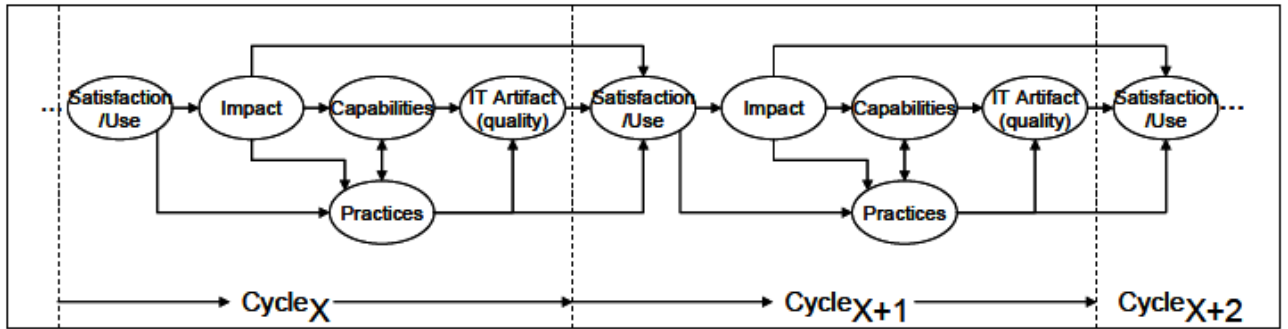 ...
Satisfaction
/Use
Impact
Capabilities
IT Artifact
(quality)
Satisfaction
/Use
Impact
Capabilities
IT Artifact
(quality)
Satisfaction
/Use
...
Practices
Practices
CycleX
CycleX+1
CycleX+2